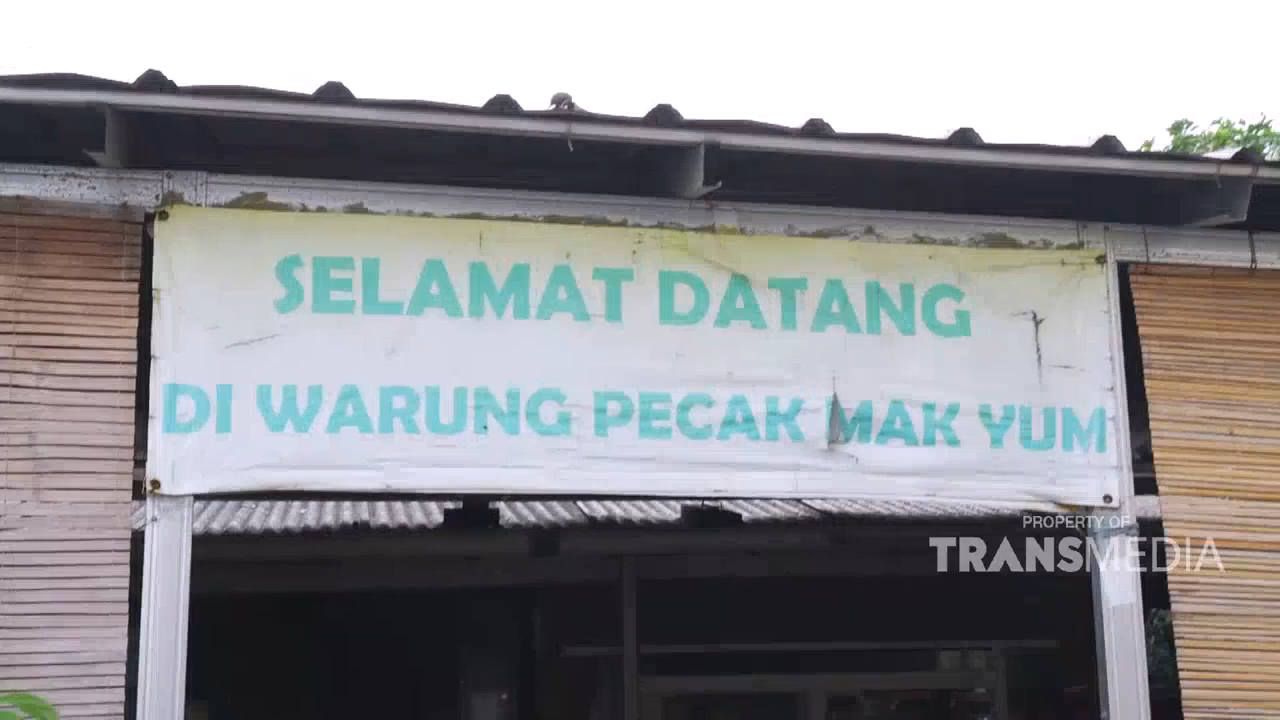 SELAMAT DATANG
DI WARUNG PECAK MAK YUM
PROPERTY OF
TRANSMEDIA